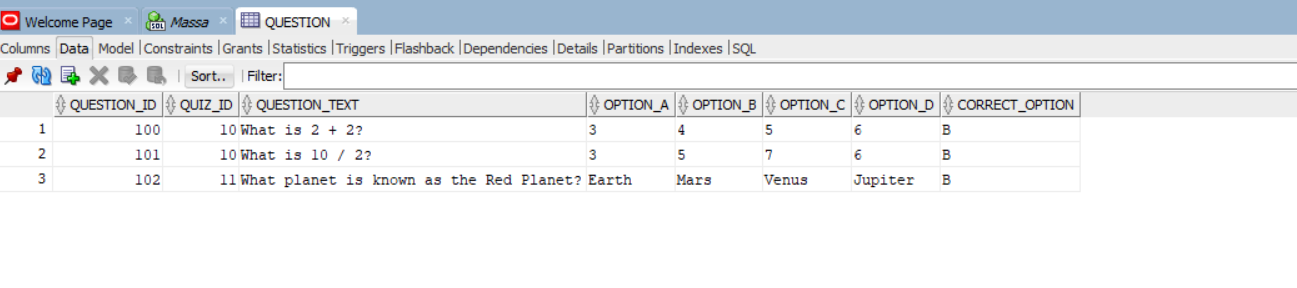 Welcome Page Massa QUESTION
Columns Data Model Constraints Grants Statistics Triggers Flashback Dependencies Details Partitions Indexes SQL
Sort.. Filter:
QUESTION_ID QUIZ_ID QUESTION_TEXT OPTION_A OPTION_B OPTION_C OPTION_D CORRECT_OPTION
1 100 10 What is 2 + 2? 3 4 5 6 B
2 101 10 What is 10 / 2? 3 5 7 6 B
3 102 11 What planet is known as the Red Planet? Earth Mars Venus Jupiter B